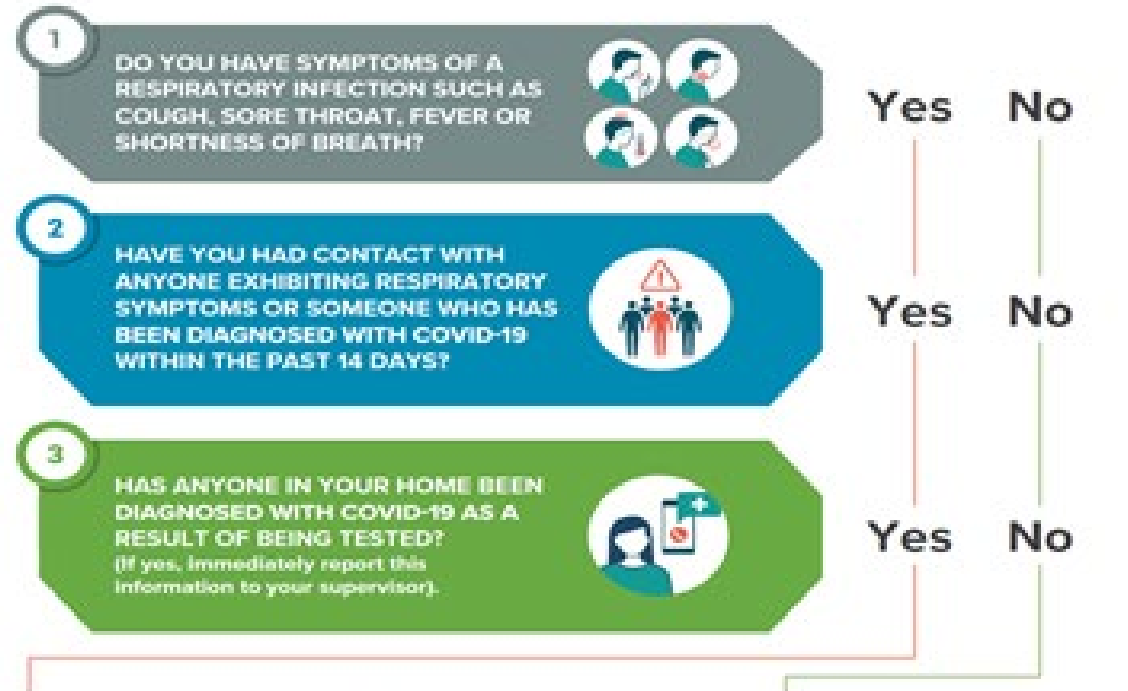 1
DO YOU HAVE SYMPTOMS OF A
RESPIRATORY INFECTION SUCH AS
COUGH, SORE THROAT, FEVER OR
SHORTNESS OF BREATH?
Yes No
2
HAVE YOU HAD CONTACT WITH
ANYONE EXHIBITING RESPIRATORY
SYMPTOMS OR SOMEONE WHO HAS
BEEN DIAGNOSED WITH COVID-19
WITHIN THE PAST 14 DAYS?
Yes No
3
HAS ANYONE IN YOUR HOME BEEN
DIAGNOSED WITH COVID-19 AS A
RESULT OF BEING TESTED?
(If yes, immediately report this
information to your supervisor).
Yes No